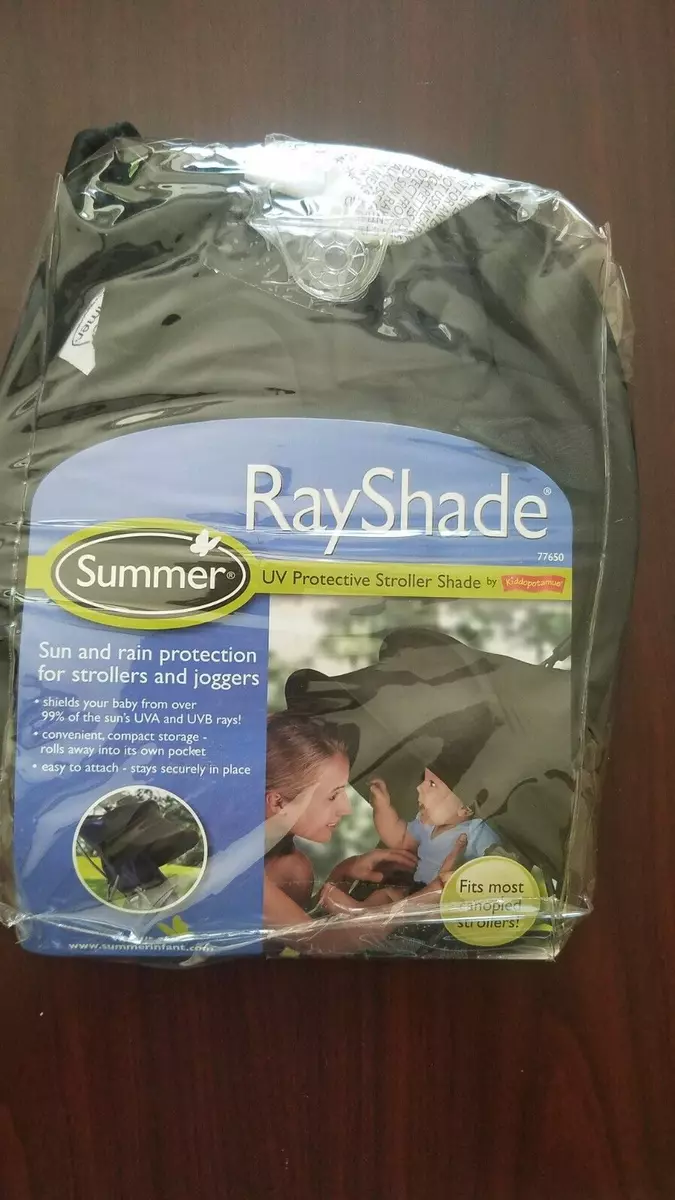 RayShade®
77650
Summer®
UV Protective Stroller Shade by Kiddopotamus®
Sun and rain protection
for strollers and joggers
• shields your baby from over
99% of the sun's UVA and UVB rays!
• convenient, compact storage -
rolls away into its own pocket
• easy to attach - stays securely in place
Fits most
canopied
strollers!
www.summerinfant.com